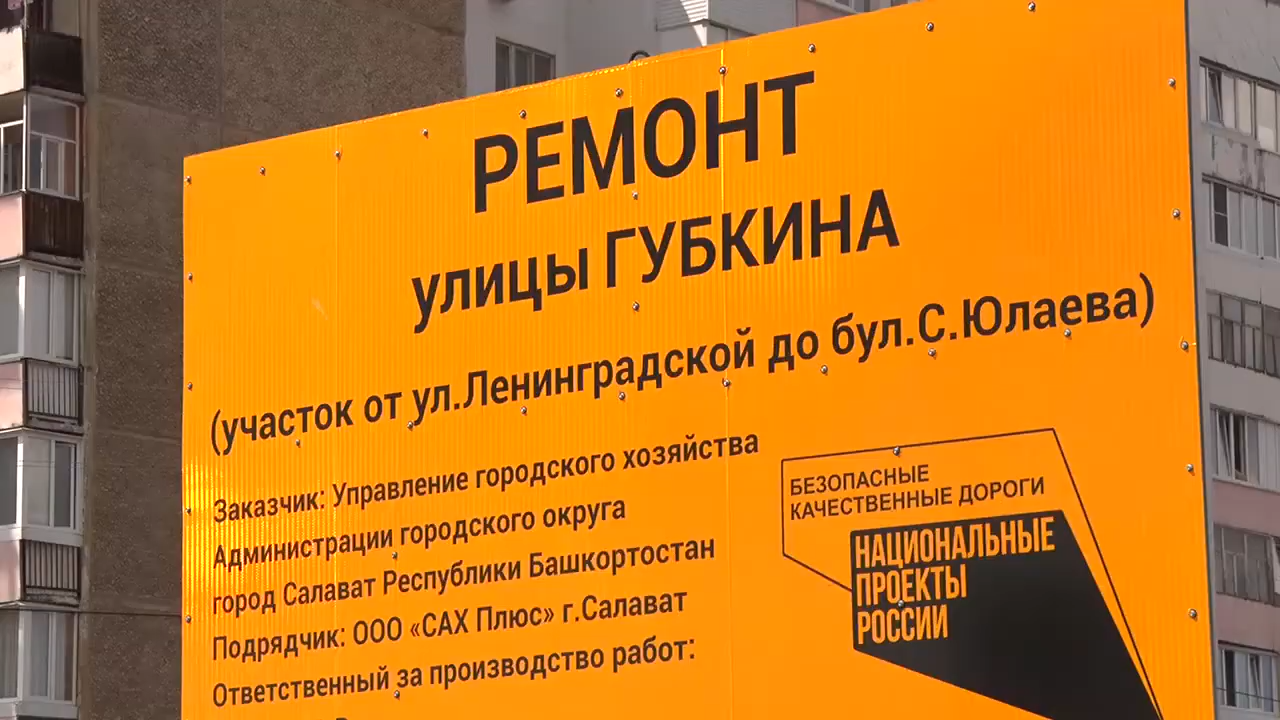 РЕМОНТ
улицы ГУБКИНА
(участок от ул.Ленинградской до бул.С.Юлаева)
Заказчик: Управление городского хозяйства
Администрации городского округа
город Салават Республики Башкортостан
Подрядчик: ООО «САХ Плюс» г.Салават
Ответственный за производство работ:
БЕЗОПАСНЫЕ
КАЧЕСТВЕННЫЕ ДОРОГИ
НАЦИОНАЛЬНЫЕ
ПРОЕКТЫ
РОССИИ